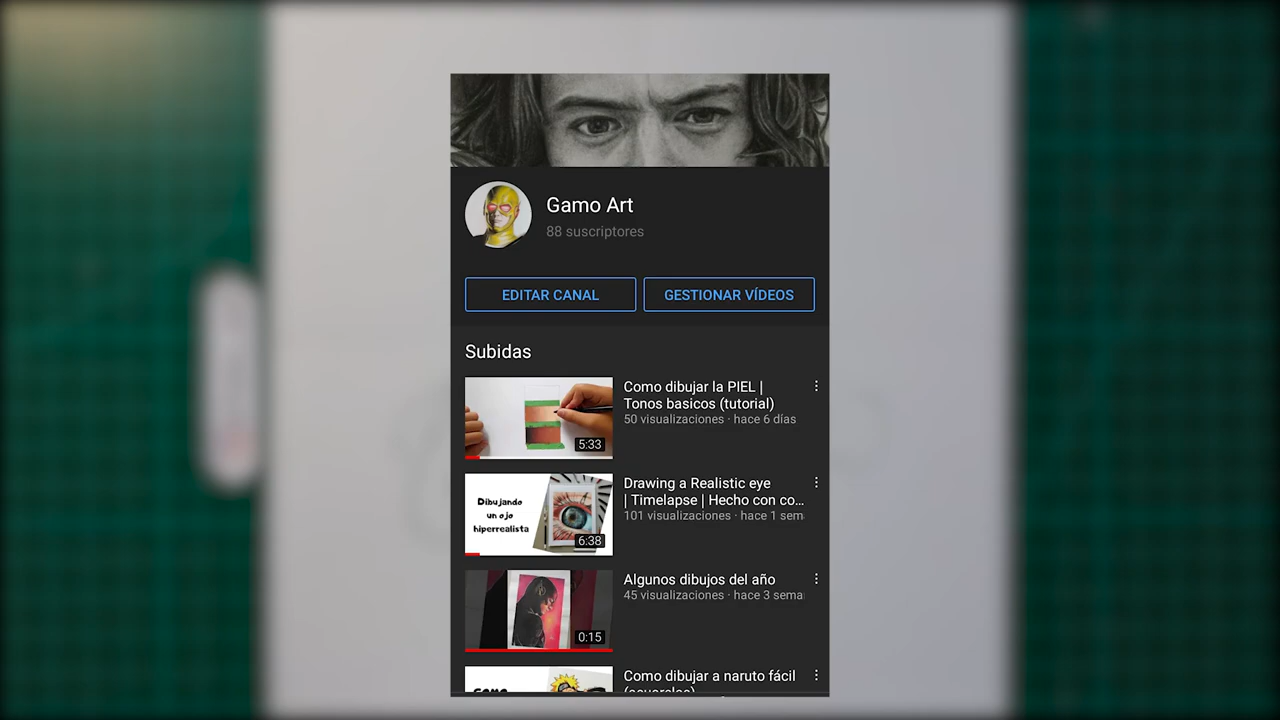 Gamo Art
88 suscriptores
EDITAR CANAL
GESTIONAR VÍDEOS
Subidas
Como dibujar la PIEL |
Tonos basicos (tutorial)
50 visualizaciones · hace 6 días
5:33
Drawing a Realistic eye
| Timelapse | Hecho con co…
101 visualizaciones · hace 1 sem
Dibujando
un ojo
hiperrealista
6:38
Algunos dibujos del año
45 visualizaciones · hace 3 sema
0:15
Como dibujar a naruto fácil